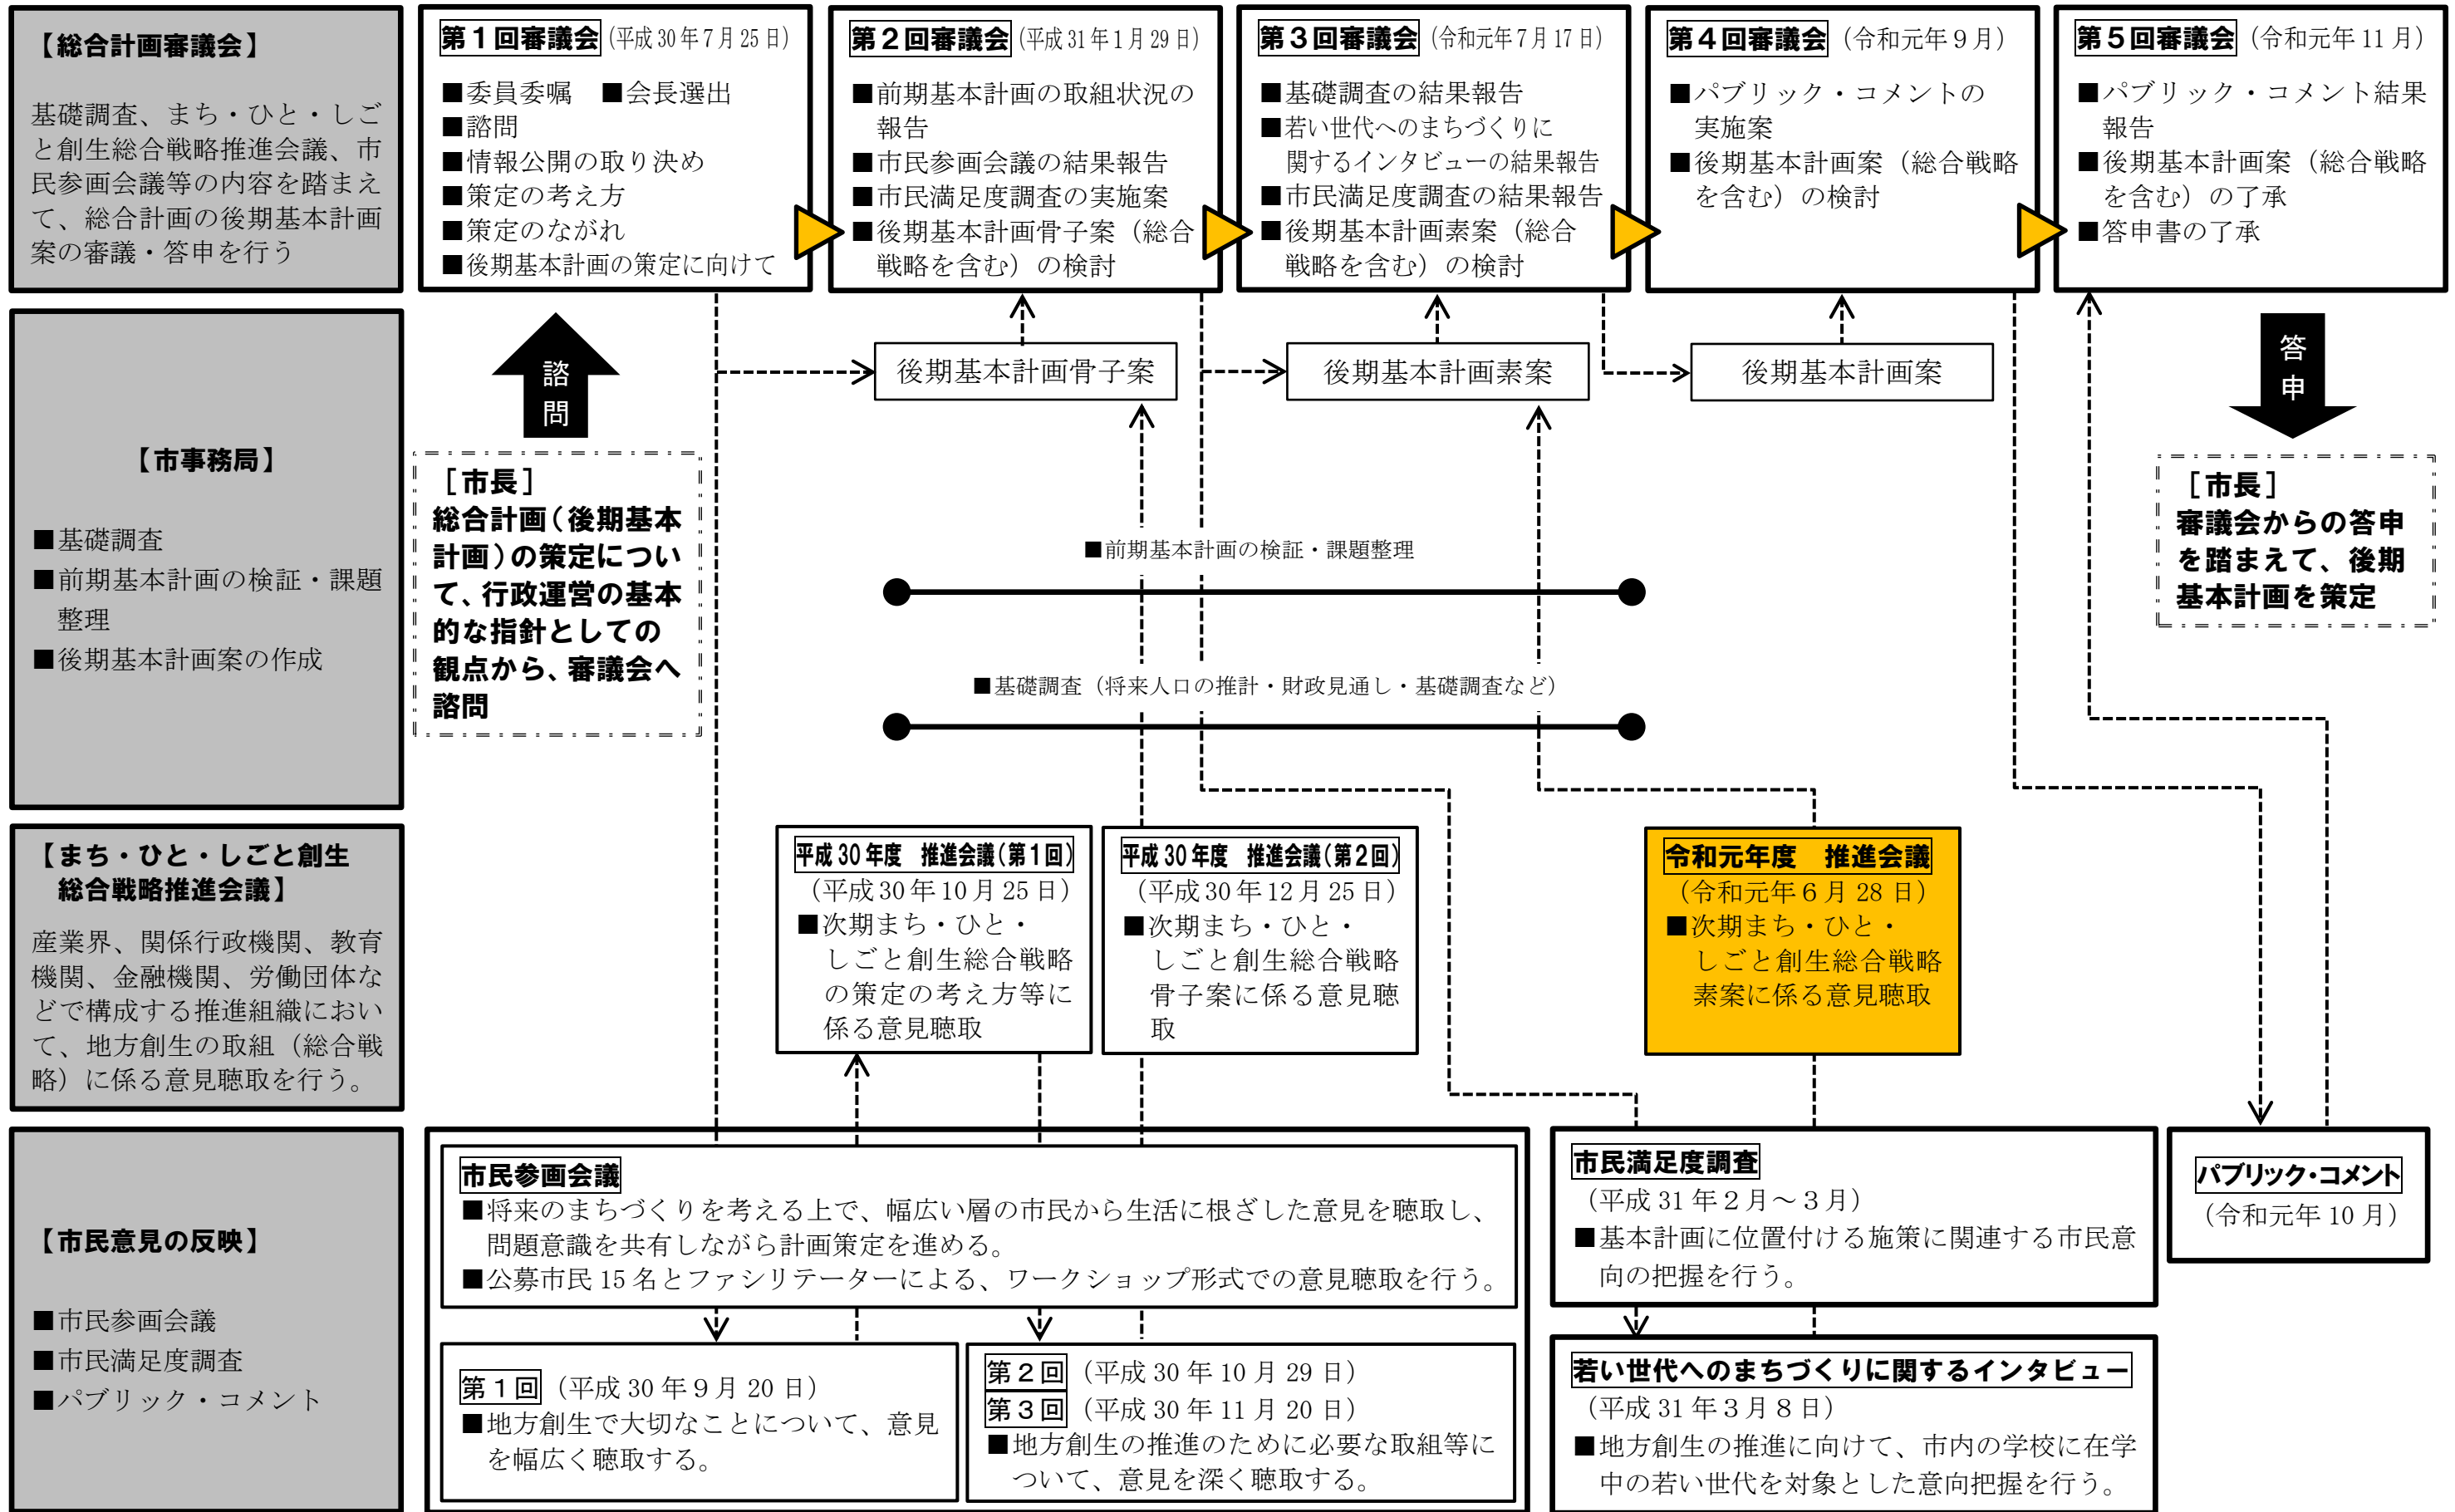 【総合計画審議会】
基礎調査、まち・ひと・しご
と創生総合戦略推進会議、市
民参画会議等の内容を踏まえ
て、総合計画の後期基本計画
案の審議・答申を行う
第１回審議会（平成 30 年７月 25 日）
■委員委嘱　■会長選出
■諮問
■情報公開の取り決め
■策定の考え方
■策定のながれ
■後期基本計画の策定に向けて
第２回審議会（平成 31 年１月 29 日）
■前期基本計画の取組状況の
報告
■市民参画会議の結果報告
■市民満足度調査の実施案
■後期基本計画骨子案（総合
戦略を含む）の検討
第３回審議会（令和元年７月 17 日）
■基礎調査の結果報告
■若い世代へのまちづくりに
関するインタビューの結果報告
■市民満足度調査の結果報告
■後期基本計画素案（総合
戦略を含む）の検討
第４回審議会（令和元年９月）
■パブリック・コメントの
実施案
■後期基本計画案（総合戦略
を含む）の検討
第５回審議会（令和元年 11 月）
■パブリック・コメント結果
報告
■後期基本計画案（総合戦略
を含む）の了承
■答申書の了承
【市事務局】
■基礎調査
■前期基本計画の検証・課題
整理
■後期基本計画案の作成
諮
問
［市長］
総合計画（後期基本
計画）の策定につい
て、行政運営の基本
的な指針としての
観点から、審議会へ
諮問
後期基本計画骨子案
後期基本計画素案
後期基本計画案
■前期基本計画の検証・課題整理
■基礎調査（将来人口の推計・財政見通し・基礎調査など）
答
申
［市長］
審議会からの答申
を踏まえて、後期
基本計画を策定
【まち・ひと・しごと創生
総合戦略推進会議】
産業界、関係行政機関、教育
機関、金融機関、労働団体な
どで構成する推進組織におい
て、地方創生の取組（総合戦
略）に係る意見聴取を行う。
平成 30 年度　推進会議（第１回）
（平成 30 年 10 月 25 日）
■次期まち・ひと・
しごと創生総合戦略
の策定の考え方等に
係る意見聴取
平成 30 年度　推進会議（第２回）
（平成 30 年 12 月 25 日）
■次期まち・ひと・
しごと創生総合戦略
骨子案に係る意見聴
取
令和元年度　推進会議
（令和元年６月 28 日）
■次期まち・ひと・
しごと創生総合戦略
素案に係る意見聴取
【市民意見の反映】
■市民参画会議
■市民満足度調査
■パブリック・コメント
市民参画会議
■将来のまちづくりを考える上で、幅広い層の市民から生活に根ざした意見を聴取し、
問題意識を共有しながら計画策定を進める。
■公募市民 15 名とファシリテーターによる、ワークショップ形式での意見聴取を行う。
第１回（平成 30 年９月 20 日）
■地方創生で大切なことについて、意見
を幅広く聴取する。
第２回（平成 30 年 10 月 29 日）
第３回（平成 30 年 11 月 20 日）
■地方創生の推進のために必要な取組等に
ついて、意見を深く聴取する。
市民満足度調査
（平成 31 年２月～３月）
■基本計画に位置付ける施策に関連する市民意
向の把握を行う。
若い世代へのまちづくりに関するインタビュー
（平成 31 年３月８日）
■地方創生の推進に向けて、市内の学校に在学
中の若い世代を対象とした意向把握を行う。
パブリック・コメント
（令和元年 10 月）